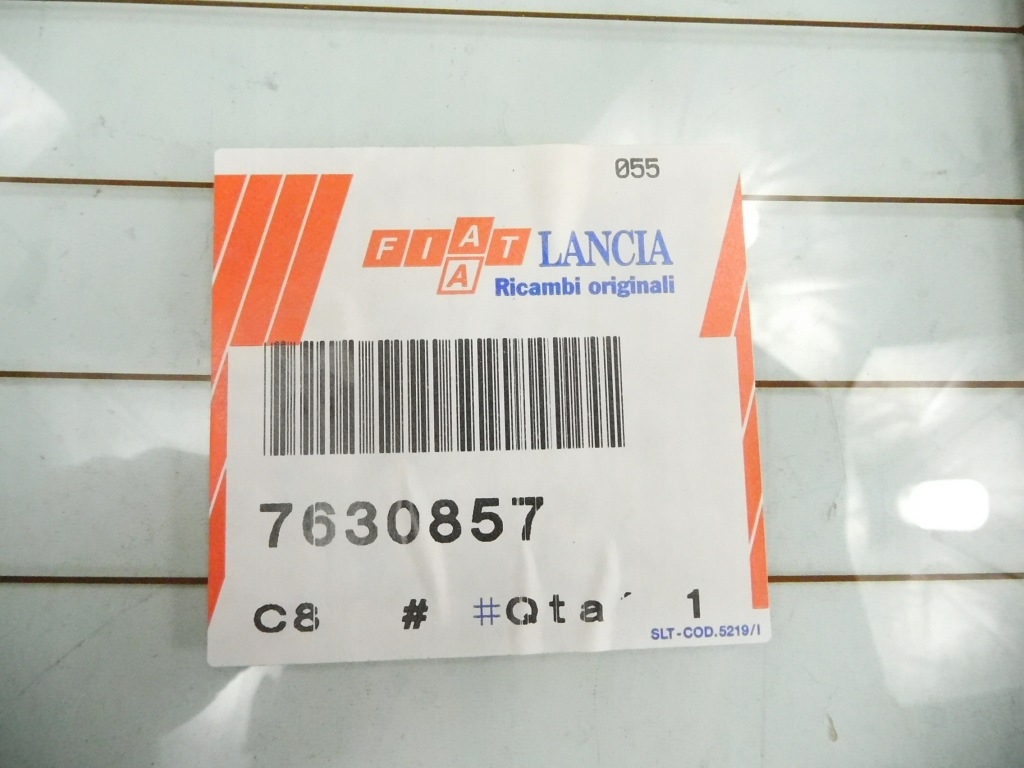 055
FIAT LANCIA
A
Ricambi originali
7630857
C8 # #Qta´ 1
SLT-COD.5219/I